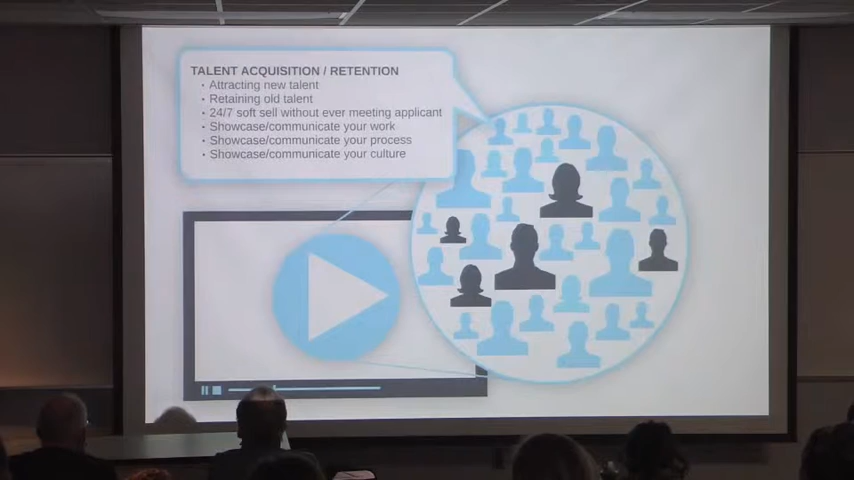 TALENT ACQUISITION / RETENTION
• Attracting new talent
• Retaining old talent
• 24/7 soft sell without ever meeting applicant
• Showcase/communicate your work
• Showcase/communicate your process
• Showcase/communicate your culture